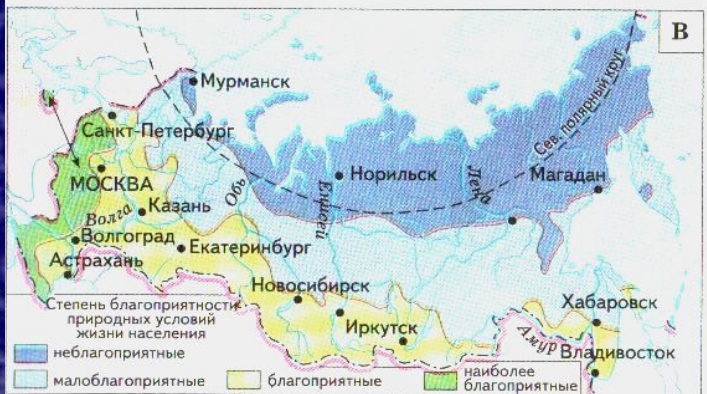 В
Мурманск
Сев. полярный круг
Санкт-Петербург
Норильск
Лена
Магадан
МОСКВА
Обь
Енисей
Волга
Казань
Волгоград
Екатеринбург
Астрахань
Новосибирск
Хабаровск
Иркутск
Амур
Владивосток
Степень благоприятности
природных условий
жизни населения
неблагоприятные
малоблагоприятные
благоприятные
наиболее
благоприятные